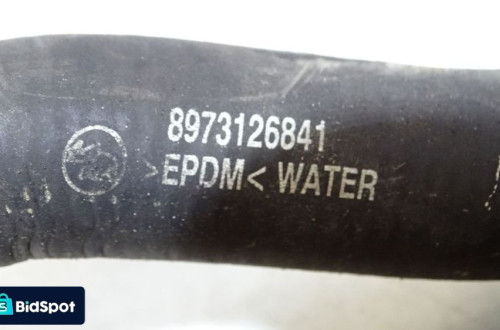 8973126841
>EPDM< WATER
BidSpot